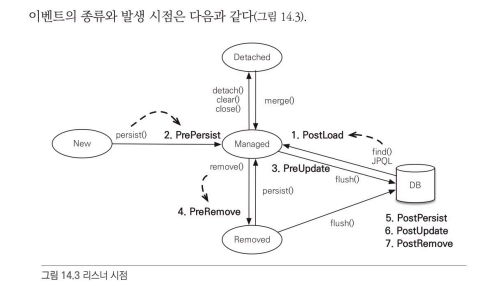 이벤트의 종류와 발생 시점은 다음과 같다(그림 14.3).
Detached
detach()
clear()
close()
merge()
persist()
2. PrePersist
1. PostLoad
New
Managed
find()
JPQL
remove()
3. PreUpdate
flush()
DB
persist()
4. PreRemove
flush()
5. PostPersist
6. PostUpdate
7. PostRemove
Removed
그림 14.3 리스너 시점